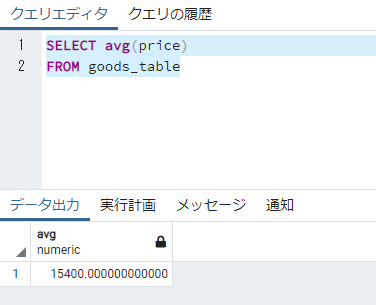 クエリエディタ クエリの履歴
1 SELECT avg(price)
2 FROM goods_table
データ出力 実行計画 メッセージ 通知
avg
numeric
1 15400.000000000000